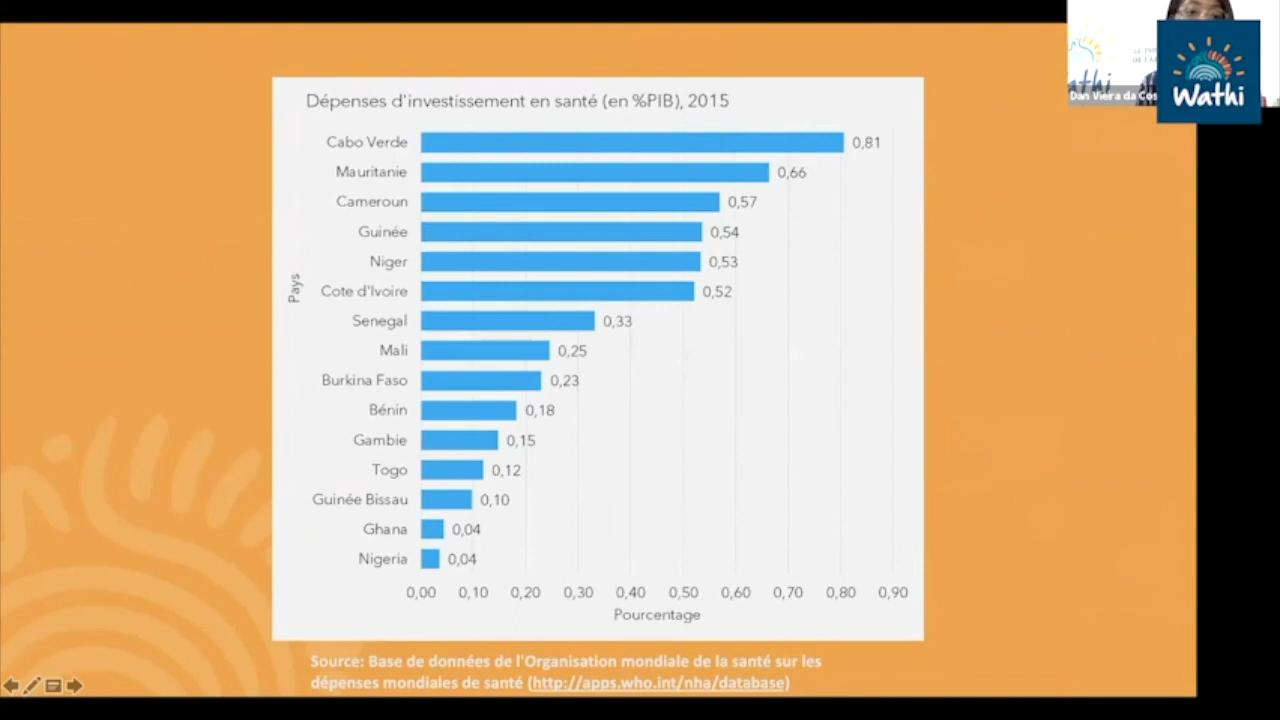 Dépenses d'investissement en santé (en %PIB), 2015
Cabo Verde 0,81
Mauritanie 0,66
Cameroun 0,57
Guinée 0,54
Niger 0,53
Cote d'Ivoire 0,52
Senegal 0,33
Mali 0,25
Burkina Faso 0,23
Bénin 0,18
Gambie 0,15
Togo 0,12
Guinée Bissau 0,10
Ghana 0,04
Nigeria 0,04
Pays
0,00 0,10 0,20 0,30 0,40 0,50 0,60 0,70 0,80 0,90
Pourcentage
Source: Base de données de l'Organisation mondiale de la santé sur les
dépenses mondiales de santé (http://apps.who.int/nha/database)
Dan Vieira da Cos
Wathi